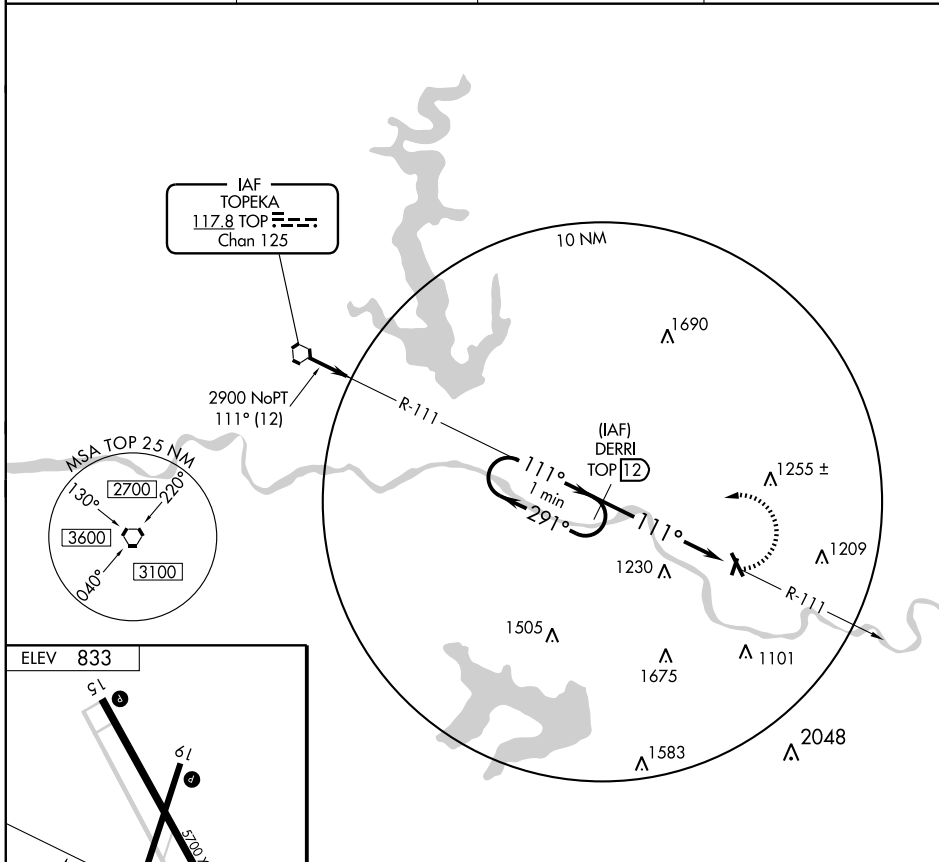 IAF
TOPEKA
117.8 TOP
Chan 125
10 NM
1690
2900 NoPT
111° (12)
R-111
(IAF)
DERRI
TOP 12
MSA TOP 25 NM
2700
220°
130°
3600
3100
040°
111°
1 min
291°
111°
1255 ±
1209
1230
R-111
1505
1675
1101
ELEV 833
15
P
19
P
5700 X
1583
2048